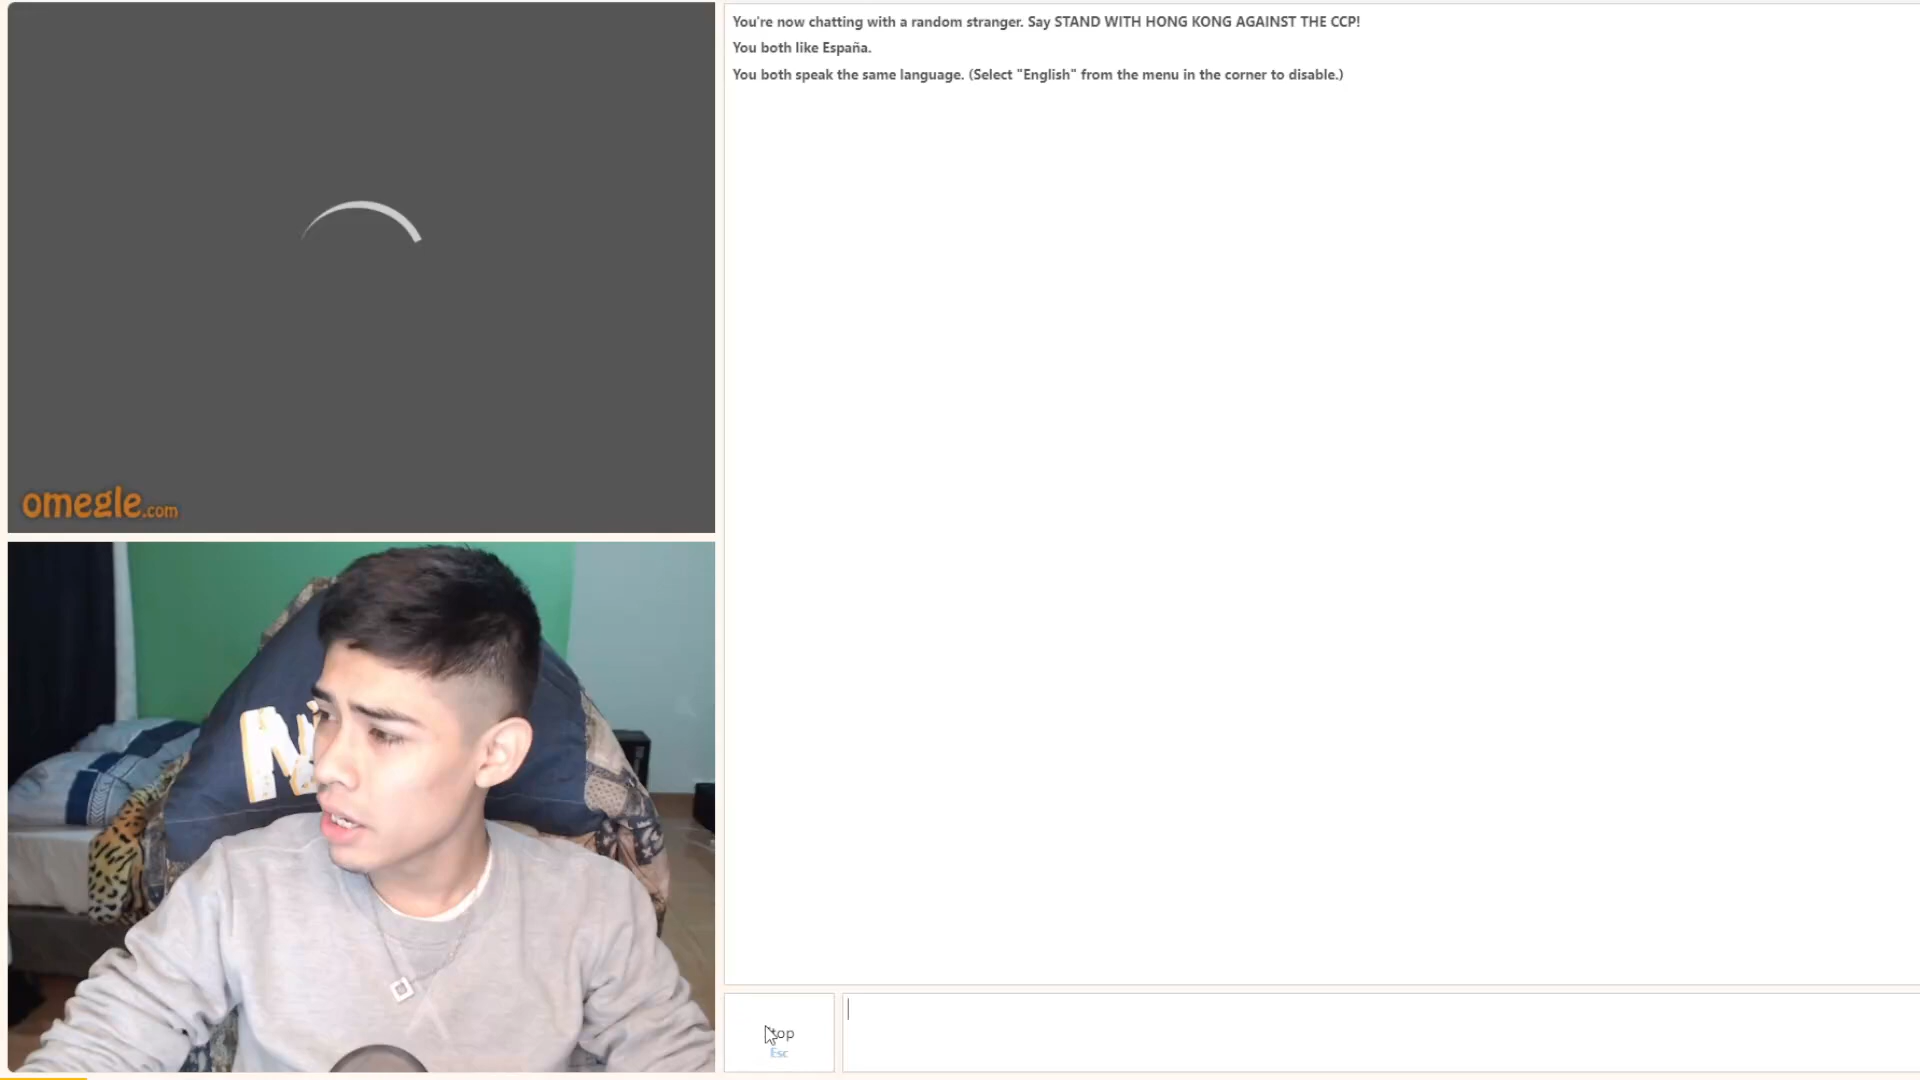 You're now chatting with a random stranger. Say STAND WITH HONG KONG AGAINST THE CCP!
You both like España.
You both speak the same language. (Select "English" from the menu in the corner to disable.)
omegle.com
Esc